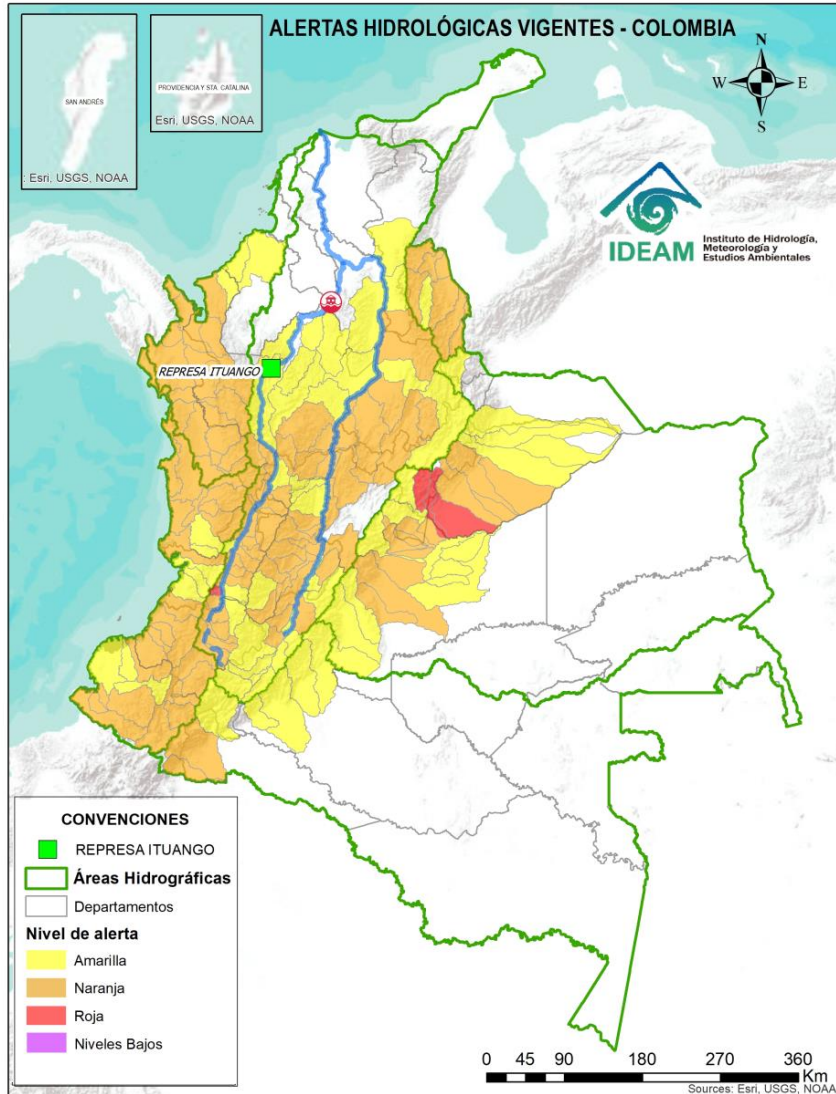 ALERTAS HIDROLÓGICAS VIGENTES - COLOMBIA
SAN ANDRÉS
: Esri, USGS, NOAA
PROVIDENCIA Y STA. CATALINA
Esri, USGS, NOAA
N
W
E
S
IDEAM
Instituto de Hidrología,
Meteorología y
Estudios Ambientales
REPRESA ITUANGO
CONVENCIONES
REPRESA ITUANGO
Áreas Hidrográficas
Departamentos
Nivel de alerta
Amarilla
Naranja
Roja
Niveles Bajos
0 45 90 180 270 360
Km
Sources: Esri, USGS, NOAA